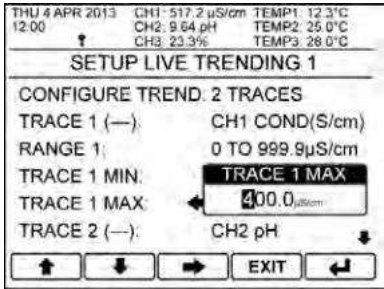 THU 4 APR 2013 CH1: 517.2 uS/cm TEMP1: 12.3°C
12:00 CH2: 9.64 pH TEMP2: 25.0°C
CH3: 23.3% TEMP3: 28.0°C
SETUP LIVE TRENDING 1
CONFIGURE TREND: 2 TRACES
TRACE 1 (—): CH1 COND(S/cm)
RANGE 1: 0 TO 999.9µS/cm
TRACE 1 MIN: TRACE 1 MAX
TRACE 1 MAX: 400.0µS/cm
TRACE 2 (---): CH2 pH
EXIT